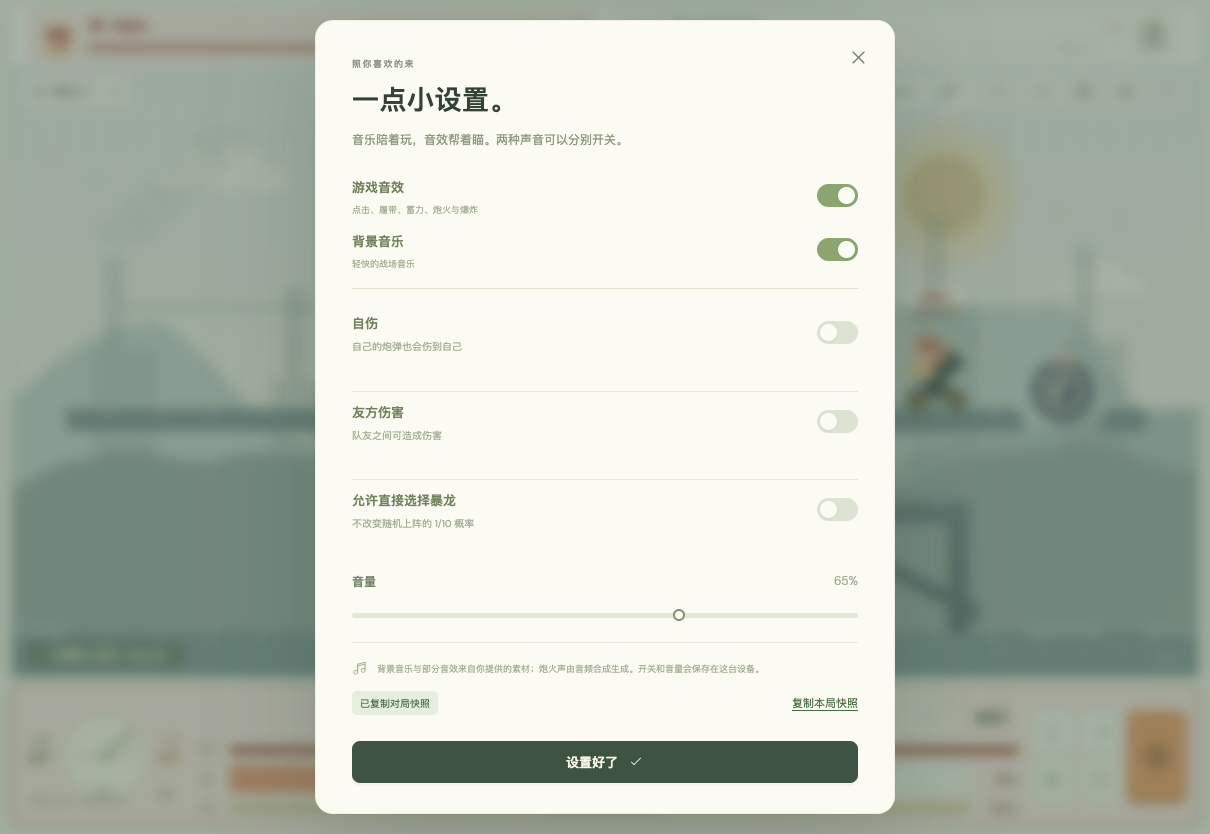 照你喜欢的来
一点小设置。
音乐陪着玩，音效帮着瞄。两种声音可以分别开关。
游戏音效
点击、履带、蓄力、炮火与爆炸
背景音乐
轻快的战场音乐
自伤
自己的炮弹也会伤到自己
友方伤害
队友之间可造成伤害
允许直接选择暴龙
不改变随机上阵的 1/10 概率
音量
65%
背景音乐与部分音效来自你提供的素材；炮火声由音频合成生成。开关和音量会保存在这台设备。
已复制对局快照
复制本局快照
设置好了